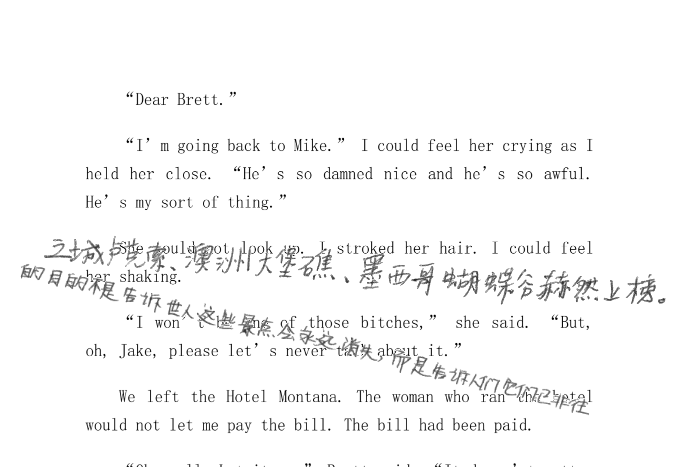 “Dear Brett.”
“I’m going back to Mike.” I could feel her crying as I
held her close. “He’s so damned nice and he’s so awful.
He’s my sort of thing.”
She would not look up. I stroked her hair. I could feel
her shaking.
之城卢克索、澳洲大堡礁、墨西哥蝴蝶谷赫然上榜。
的目的不是告诉世人这些景点会永远消失，而是告诉人们它们已非往
“I won’t be one of those bitches,” she said. “But,
oh, Jake, please let’s never talk about it.”
We left the Hotel Montana. The woman who ran the hotel
would not let me pay the bill. The bill had been paid.